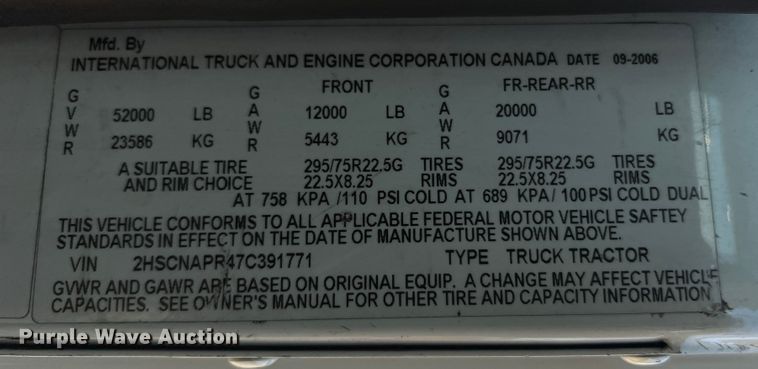 Mfd. By
INTERNATIONAL TRUCK AND ENGINE CORPORATION CANADA DATE 09-2006
FRONT FR-REAR-RR
GVWR 52000 LB GAWR 12000 LB GAWR 20000 LB
23586 KG 5443 KG 9071 KG
A SUITABLE TIRE 295/75R22.5G TIRES 295/75R22.5G TIRES
AND RIM CHOICE 22.5X8.25 RIMS 22.5X8.25 RIMS
AT 758 KPA /110 PSI COLD AT 689 KPA/ 100 PSI COLD DUAL
THIS VEHICLE CONFORMS TO ALL APPLICABLE FEDERAL MOTOR VEHICLE SAFTEY
STANDARDS IN EFFECT ON THE DATE OF MANUFACTURE SHOWN ABOVE.
VIN 2HSCNAPR47C391771 TYPE TRUCK TRACTOR
GVWR AND GAWR ARE BASED ON ORIGINAL EQUIP. A CHANGE MAY AFFECT VEHICLE
CAPACITIES. SEE OWNER'S MANUAL FOR OTHER TIRE AND CAPACITY INFORMATION
Purple Wave Auction